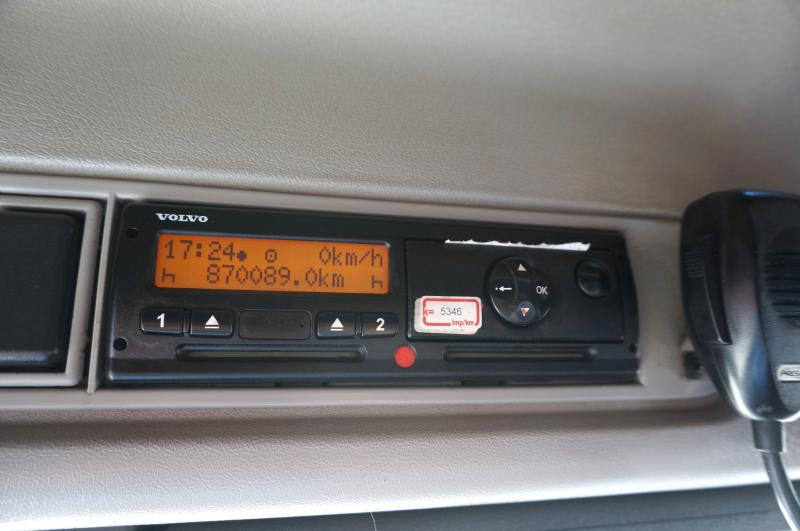 VOLVO
17:24 0km/h
870089.0km
1
2
OK
k= 5346
Imp/km